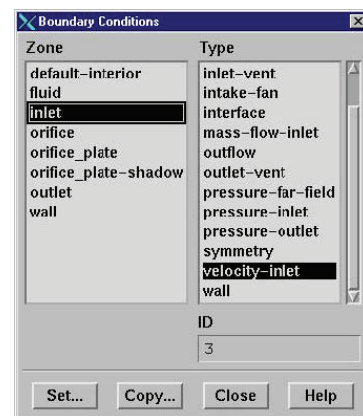 Boundary Conditions
Zone
default-interior
fluid
inlet
orifice
orifice_plate
orifice_plate-shadow
outlet
wall
Type
inlet-vent
intake-fan
interface
mass-flow-inlet
outflow
outlet-vent
pressure-far-field
pressure-inlet
pressure-outlet
symmetry
velocity-inlet
wall
ID
3
Set... Copy... Close Help